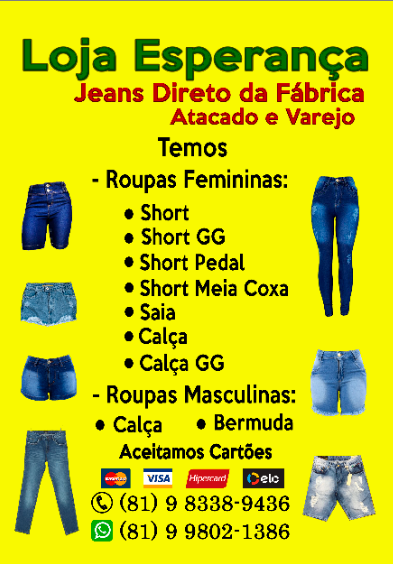 Loja Esperança
Jeans Direto da Fábrica
Atacado e Varejo
Temos
- Roupas Femininas:
• Short
• Short GG
• Short Pedal
• Short Meia Coxa
• Saia
• Calça
• Calça GG
- Roupas Masculinas:
• Calça • Bermuda
Aceitamos Cartões
VISA Hipercard elo
(81) 9 8338-9436
(81) 9 9802-1386